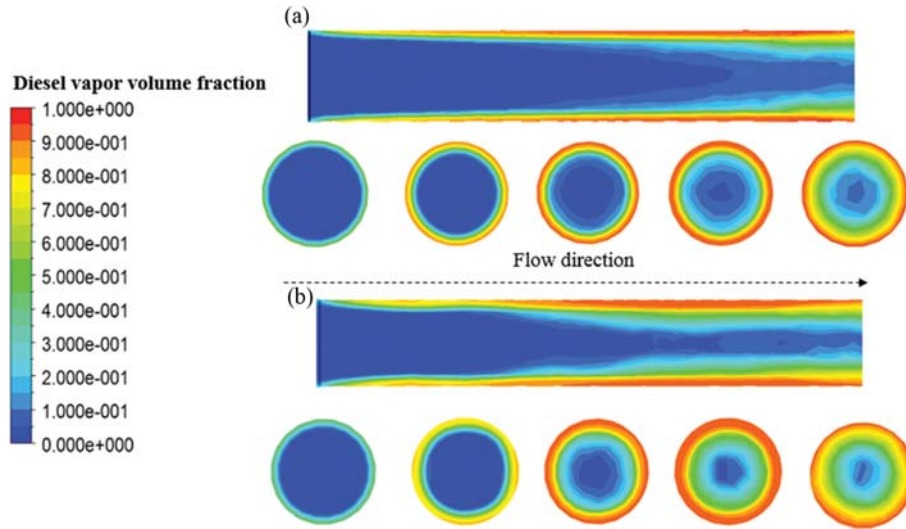 (a)
Diesel vapor volume fraction
1.000e+000
9.000e-001
8.000e-001
7.000e-001
6.000e-001
5.000e-001
4.000e-001
3.000e-001
2.000e-001
1.000e-001
0.000e+000
Flow direction
(b)